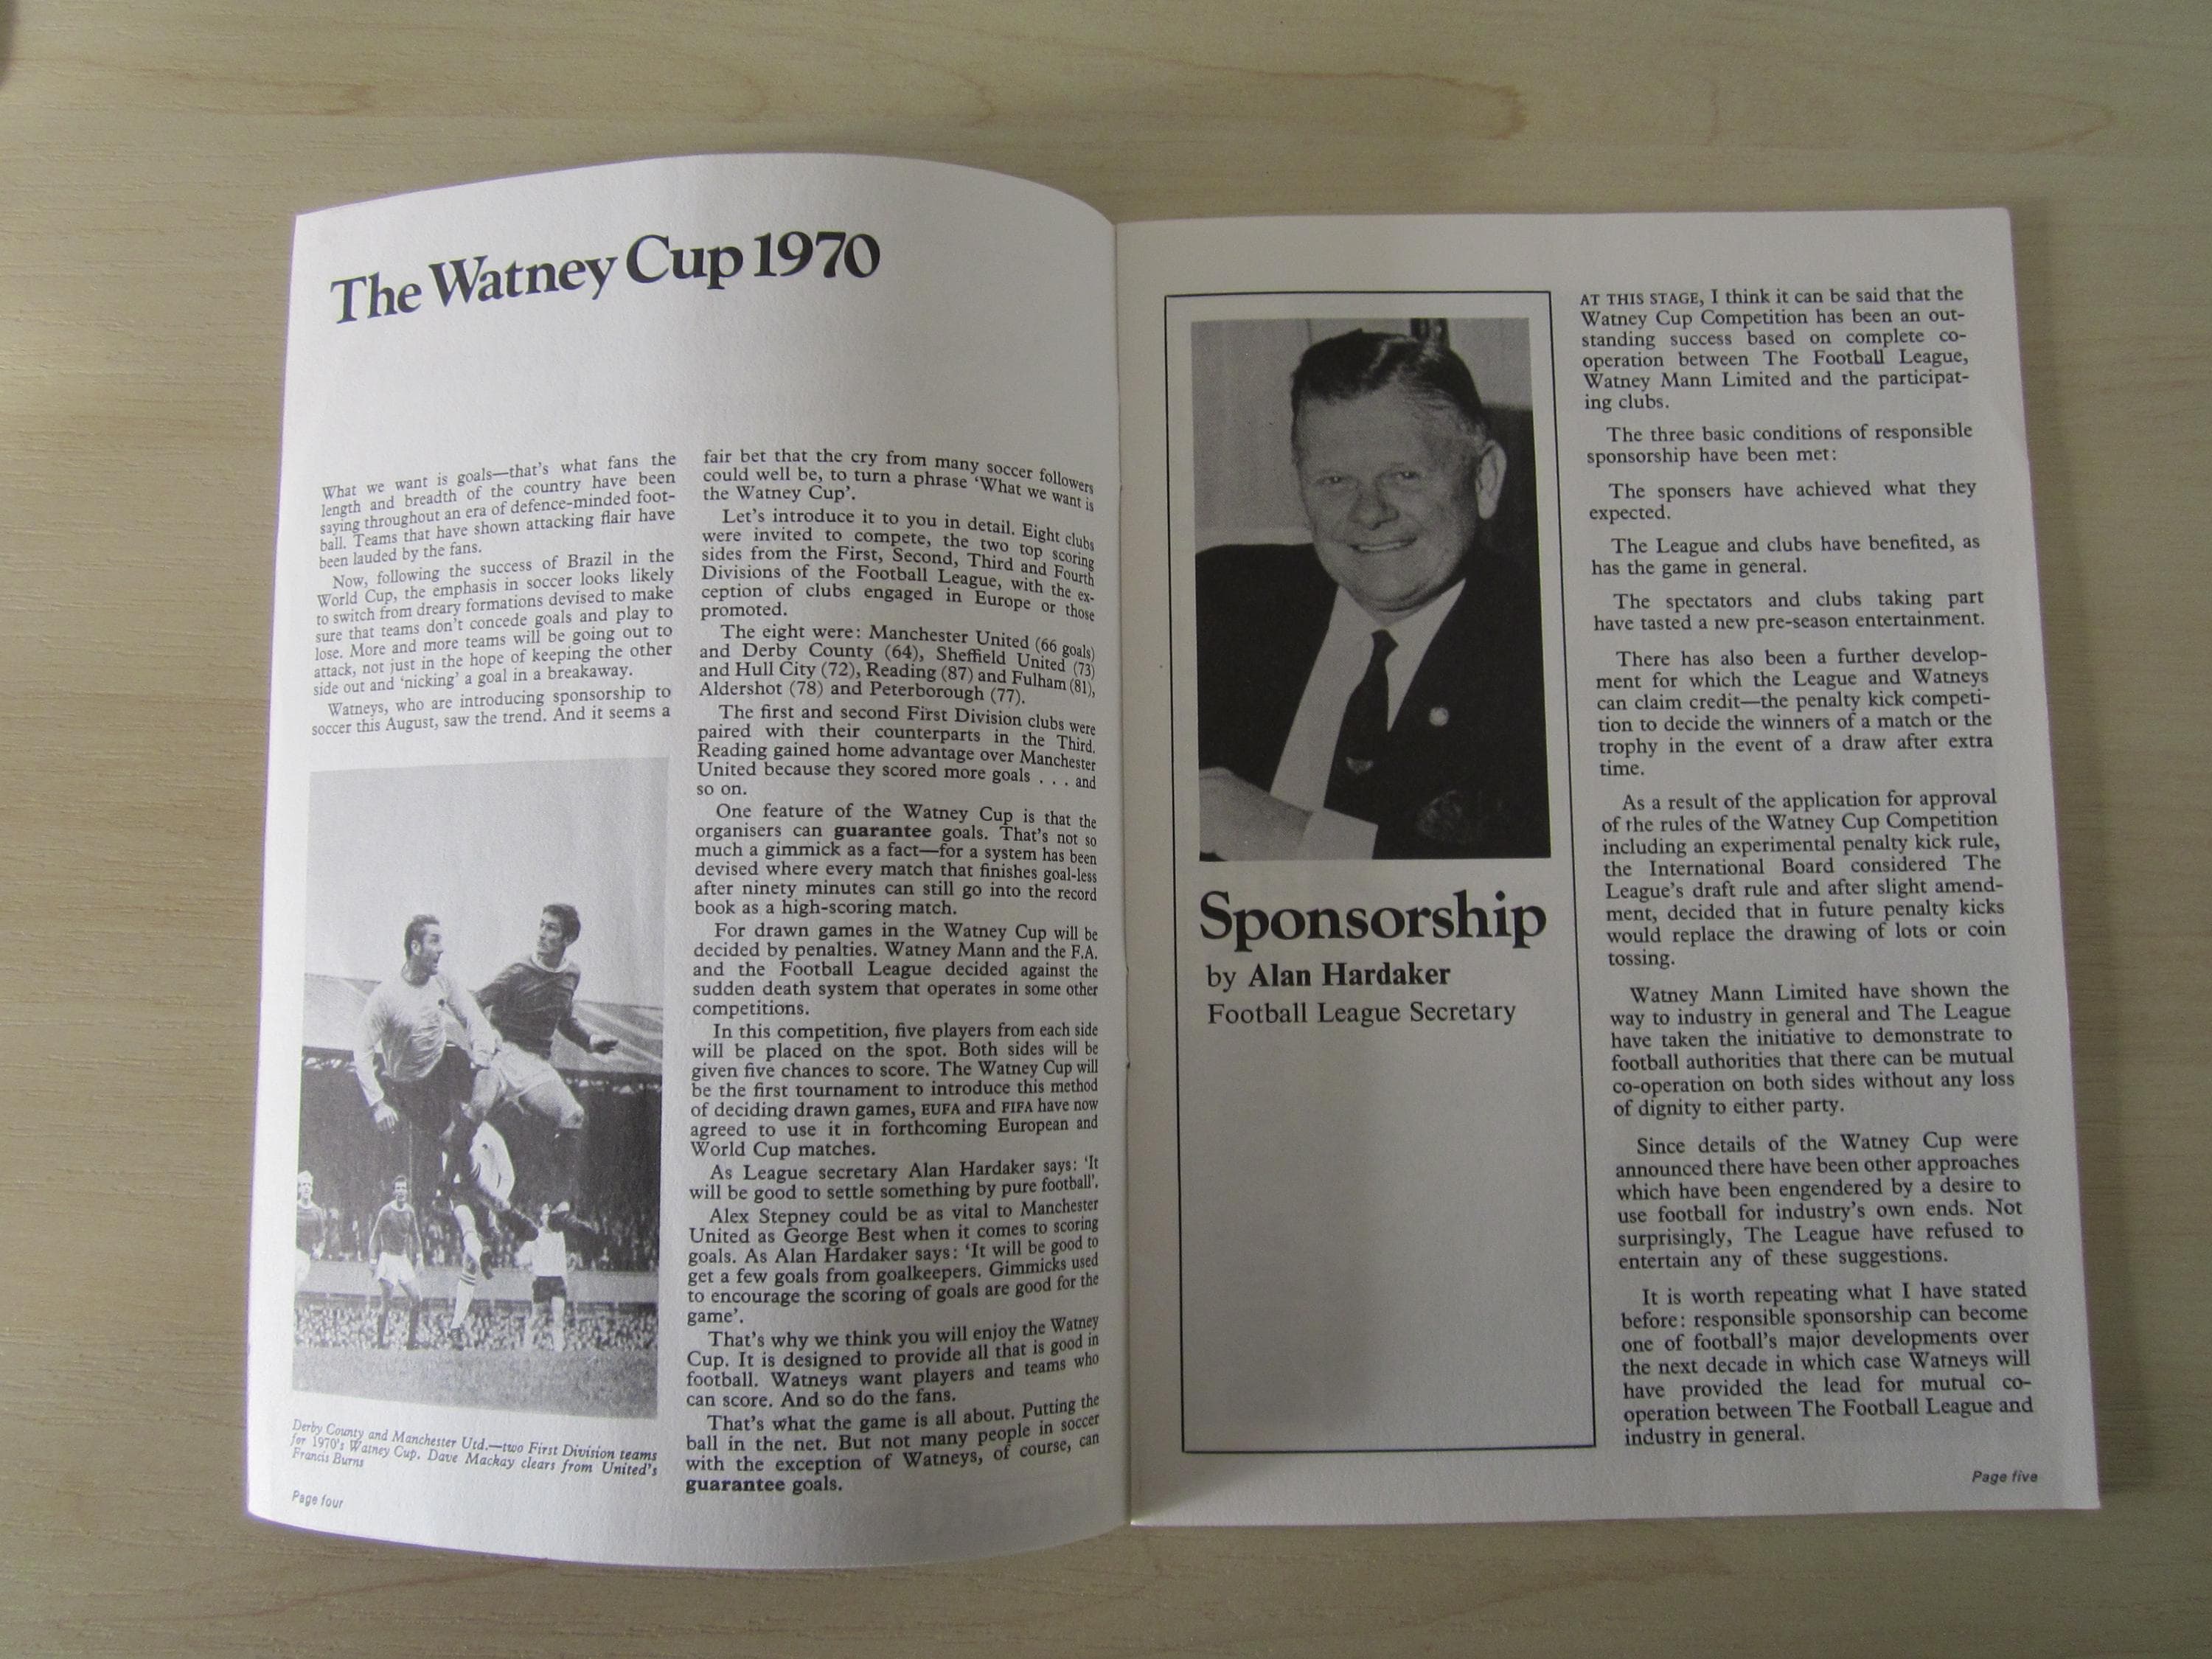 The Watney Cup 1970
What we want is goals—that's what fans the
length and breadth of the country have been
saying throughout an era of defence-minded foot-
ball. Teams that have shown attacking flair have
been lauded by the fans.
Now, following the success of Brazil in the
World Cup, the emphasis in soccer looks likely
to switch from dreary formations devised to make
sure that teams don't concede goals and play to
lose. More and more teams will be going out to
attack, not just in the hope of keeping the other
side out and 'nicking' a goal in a breakaway.
Watneys, who are introducing sponsorship to
soccer this August, saw the trend. And it seems a
Derby County and Manchester Utd.—two First Division teams
for 1970's Watney Cup. Dave Mackay clears from United's
Francis Burns
Page four
fair bet that the cry from many soccer followers
could well be, to turn a phrase 'What we want is
the Watney Cup'.
Let's introduce it to you in detail. Eight clubs
were invited to compete, the two top scoring
sides from the First, Second, Third and Fourth
Divisions of the Football League, with the ex-
ception of clubs engaged in Europe or those
promoted.
The eight were: Manchester United (66 goals)
and Derby County (64), Sheffield United (73)
and Hull City (72), Reading (87) and Fulham (81),
Aldershot (78) and Peterborough (77).
The first and second First Division clubs were
paired with their counterparts in the Third.
Reading gained home advantage over Manchester
United because they scored more goals . . . and
so on.
One feature of the Watney Cup is that the
organisers can guarantee goals. That's not so
much a gimmick as a fact—for a system has been
devised where every match that finishes goal-less
after ninety minutes can still go into the record
book as a high-scoring match.
For drawn games in the Watney Cup will be
decided by penalties. Watney Mann and the F.A.
and the Football League decided against the
sudden death system that operates in some other
competitions.
In this competition, five players from each side
will be placed on the spot. Both sides will be
given five chances to score. The Watney Cup will
be the first tournament to introduce this method
of deciding drawn games, EUFA and FIFA have now
agreed to use it in forthcoming European and
World Cup matches.
As League secretary Alan Hardaker says: 'It
will be good to settle something by pure football'.
Alex Stepney could be as vital to Manchester
United as George Best when it comes to scoring
goals. As Alan Hardaker says: 'It will be good to
get a few goals from goalkeepers. Gimmicks used
to encourage the scoring of goals are good for the
game'.
That's why we think you will enjoy the Watney
Cup. It is designed to provide all that is good in
football. Watneys want players and teams who
can score. And so do the fans.
That's what the game is all about. Putting the
ball in the net. But not many people in soccer
with the exception of Watneys, of course, can
guarantee goals.
Sponsorship
by Alan Hardaker
Football League Secretary
AT THIS STAGE, I think it can be said that the
Watney Cup Competition has been an out-
standing success based on complete co-
operation between The Football League,
Watney Mann Limited and the participat-
ing clubs.
The three basic conditions of responsible
sponsorship have been met:
The sponsers have achieved what they
expected.
The League and clubs have benefited, as
has the game in general.
The spectators and clubs taking part
have tasted a new pre-season entertainment.
There has also been a further develop-
ment for which the League and Watneys
can claim credit—the penalty kick competi-
tion to decide the winners of a match or the
trophy in the event of a draw after extra
time.
As a result of the application for approval
of the rules of the Watney Cup Competition
including an experimental penalty kick rule,
the International Board considered The
League's draft rule and after slight amend-
ment, decided that in future penalty kicks
would replace the drawing of lots or coin
tossing.
Watney Mann Limited have shown the
way to industry in general and The League
have taken the initiative to demonstrate to
football authorities that there can be mutual
co-operation on both sides without any loss
of dignity to either party.
Since details of the Watney Cup were
announced there have been other approaches
which have been engendered by a desire to
use football for industry's own ends. Not
surprisingly, The League have refused to
entertain any of these suggestions.
It is worth repeating what I have stated
before: responsible sponsorship can become
one of football's major developments over
the next decade in which case Watneys will
have provided the lead for mutual co-
operation between The Football League and
industry in general.
Page five